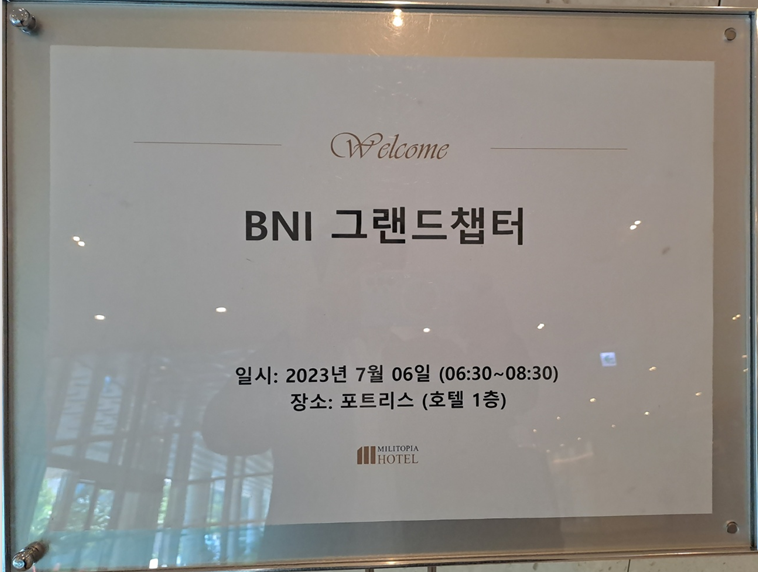 Welcome
BNI 그랜드챕터
일시: 2023년 7월 06일 (06:30~08:30)
장소: 포트리스 (호텔 1층)
MILITOPIA
HOTEL